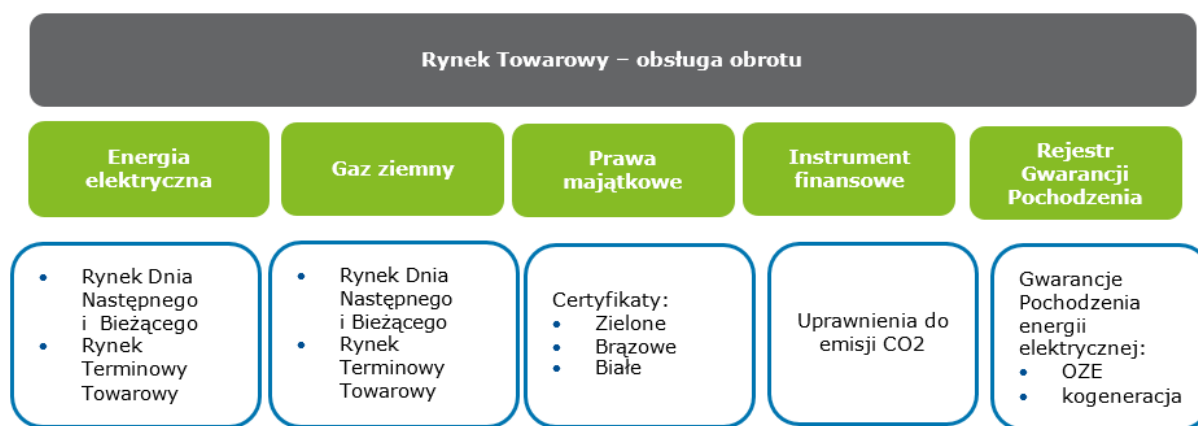 Rynek Towarowy – obsługa obrotu
Energia
elektryczna
Gaz ziemny
Prawa
majątkowe
Instrument
finansowe
Rejestr
Gwarancji
Pochodzenia
• Rynek Dnia
Następnego
i Bieżącego
• Rynek
Terminowy
Towarowy
• Rynek Dnia
Następnego
i Bieżącego
• Rynek
Terminowy
Towarowy
Certyfikaty:
• Zielone
• Brązowe
• Białe
Uprawnienia do
emisji CO2
Gwarancje
Pochodzenia
energii
elektrycznej:
• OZE
• kogeneracja